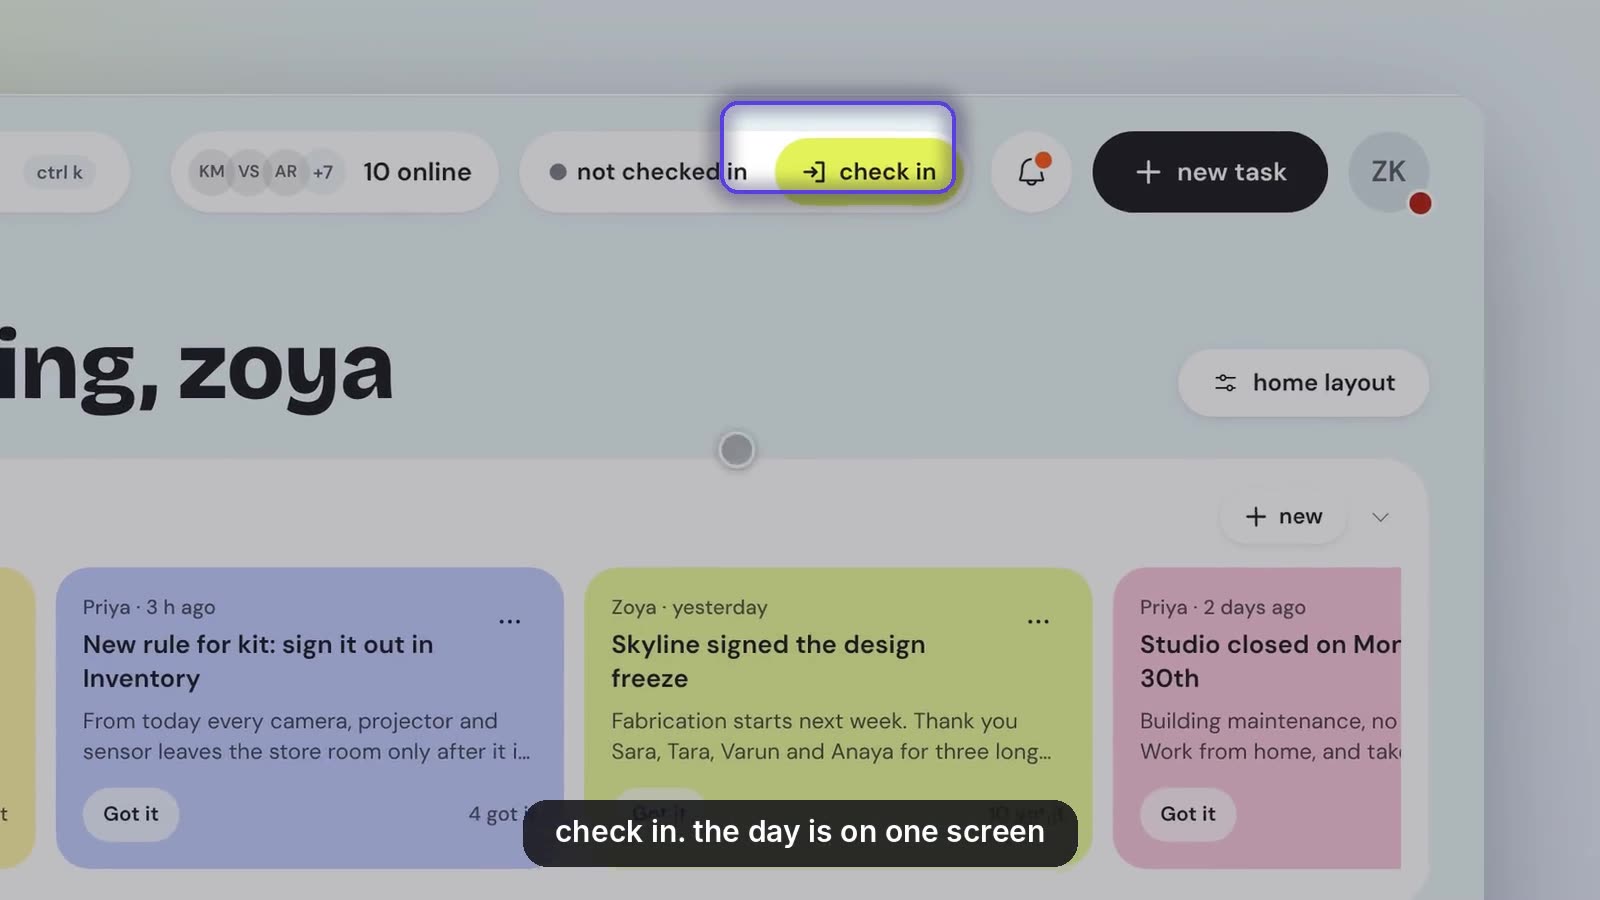 ctrl k
KM VS AR +7 10 online
not checked in
check in
new task
ZK
ing, zoya
home layout
new
Priya · 3 h ago
New rule for kit: sign it out in
Inventory
From today every camera, projector and
sensor leaves the store room only after it i...
Got it
4 got
Zoya · yesterday
Skyline signed the design
freeze
Fabrication starts next week. Thank you
Sara, Tara, Varun and Anaya for three long...
Got it
Priya · 2 days ago
Studio closed on Mon
30th
Building maintenance, no
Work from home, and take
Got it
check in. the day is on one screen